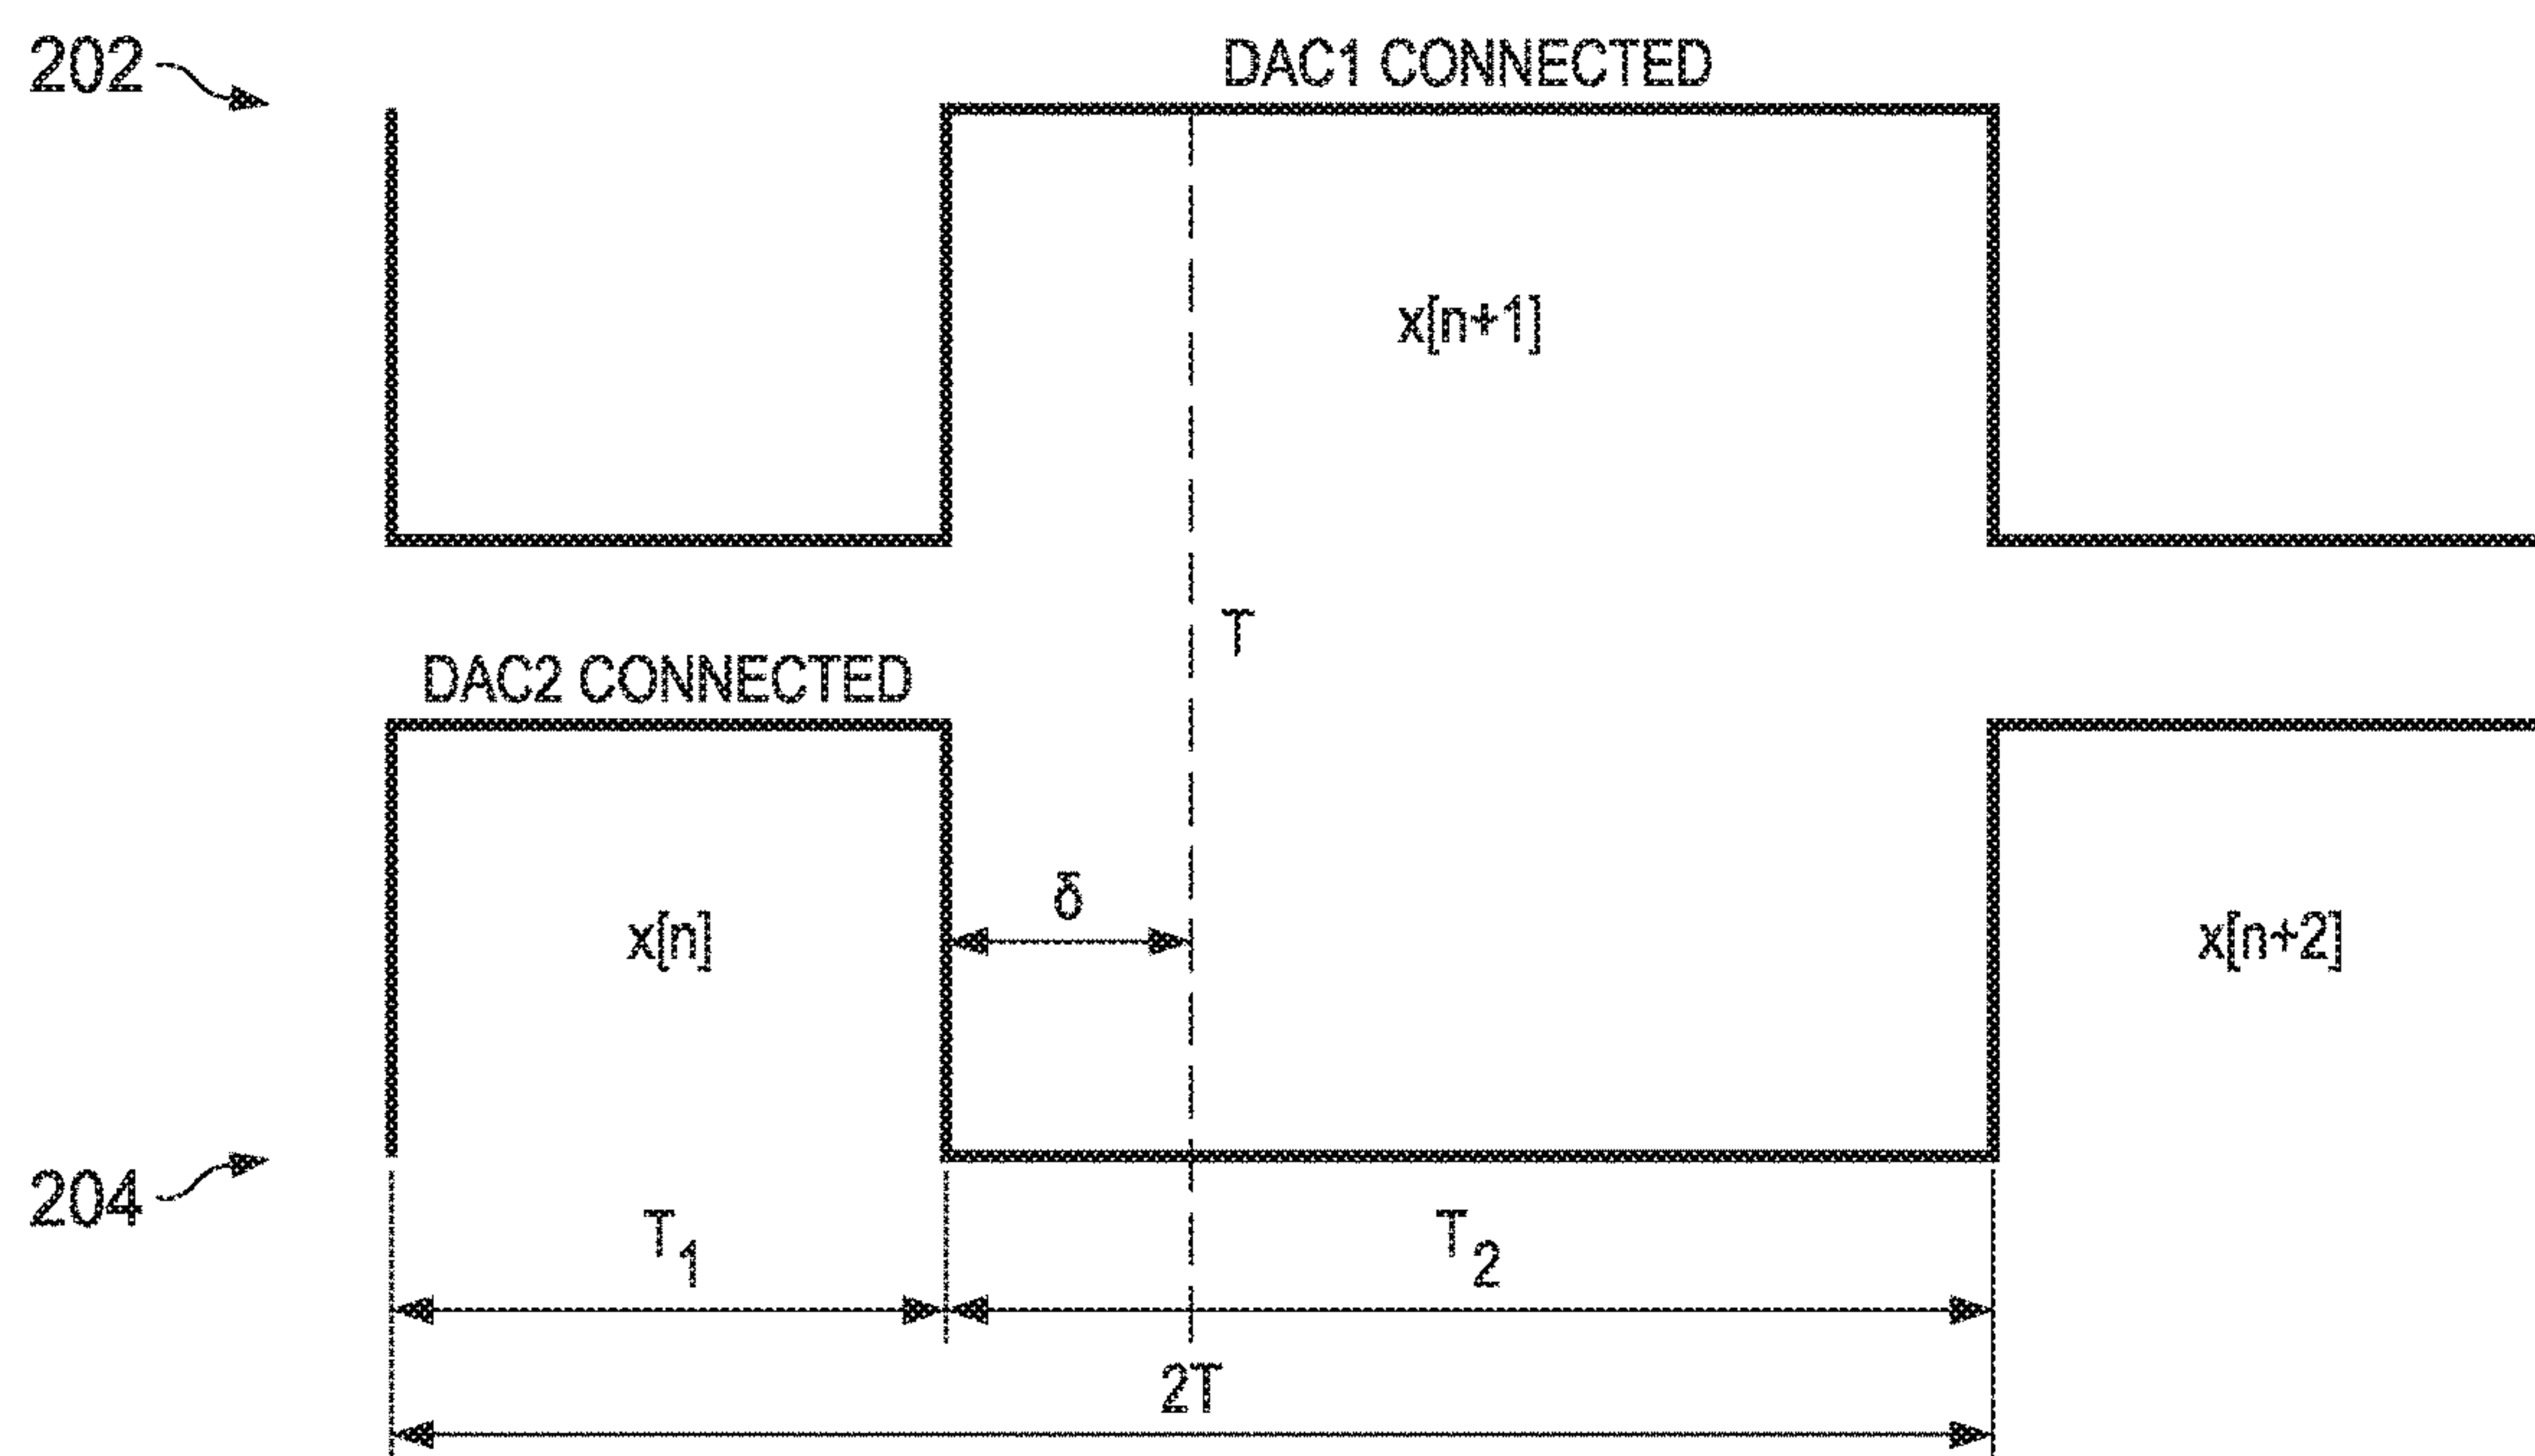 202
DAC1 CONNECTED
x[n+1]
T
DAC2 CONNECTED
δ
x[n]
x[n+2]
204
T1
T2
2T